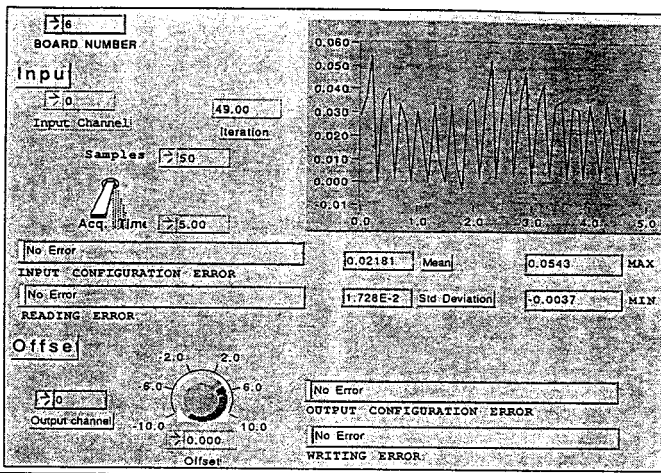 6
BOARD NUMBER
Input
0
Input Channel
49.00
Iteration
Samples
50
Acq. Time
5.00
No Error
INPUT CONFIGURATION ERROR
No Error
READING ERROR
0.060
0.050
0.040
0.030
0.020
0.010
0.000
-0.01
0.0 1.0 2.0 3.0 4.0 5.0
0.02181 Mean
0.0543 MAX
1.728E-2 Std Deviation
-0.0037 MIN
Offset
-2.0 2.0
-6.0 6.0
-10.0 10.0
0
Output channel
0.000
Offset
No Error
OUTPUT CONFIGURATION ERROR
No Error
WRITING ERROR